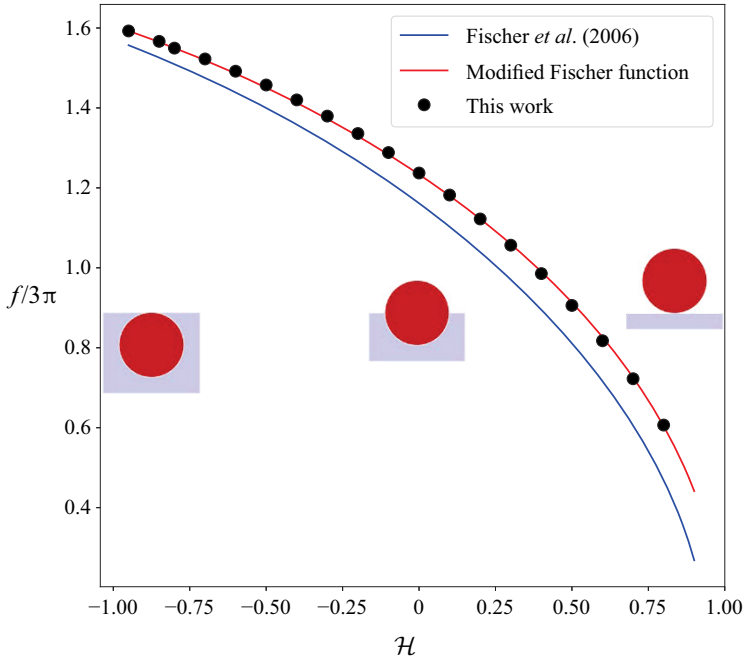 1.6
1.4
1.2
1.0
0.8
0.6
0.4
f/3π
Fischer et al. (2006)
Modified Fischer function
This work
−1.00 −0.75 −0.50 −0.25 0 0.25 0.50 0.75 1.00
ℋ